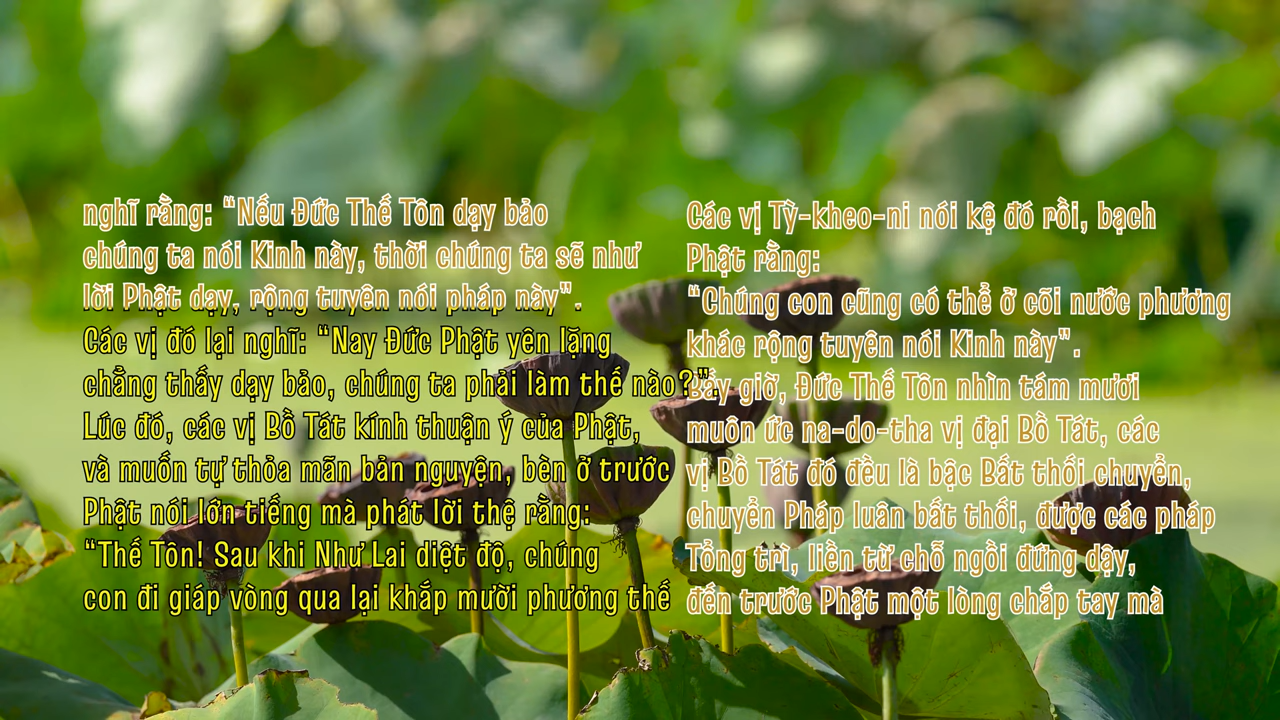 nghĩ rằng: “Nếu Đức Thế Tôn dạy bảo
chúng ta nói Kinh này, thời chúng ta sẽ như
lời Phật dạy, rộng tuyên nói pháp này”.
Các vị đó lại nghĩ: “Nay Đức Phật yên lặng
chẳng thấy dạy bảo, chúng ta phải làm thế nào?”.
Lúc đó, các vị Bồ Tát kính thuận ý của Phật,
và muốn tự thỏa mãn bản nguyện, bèn ở trước
Phật nói lớn tiếng mà phát lời thệ rằng:
“Thế Tôn! Sau khi Như Lai diệt độ, chúng
con đi giáp vòng qua lại khắp mười phương thế
Các vị Tỳ-kheo-ni nói kệ đó rồi, bạch
Phật rằng:
“Chúng con cũng có thể ở cõi nước phương
khác rộng tuyên nói Kinh này”.
Bấy giờ, Đức Thế Tôn nhìn tám mươi
muôn ức na-do-tha vị đại Bồ Tát, các
vị Bồ Tát đó đều là bậc Bất thối chuyển,
chuyển Pháp luân bất thối, được các pháp
Tổng trì, liền từ chỗ ngồi đứng dậy,
đến trước Phật một lòng chắp tay mà